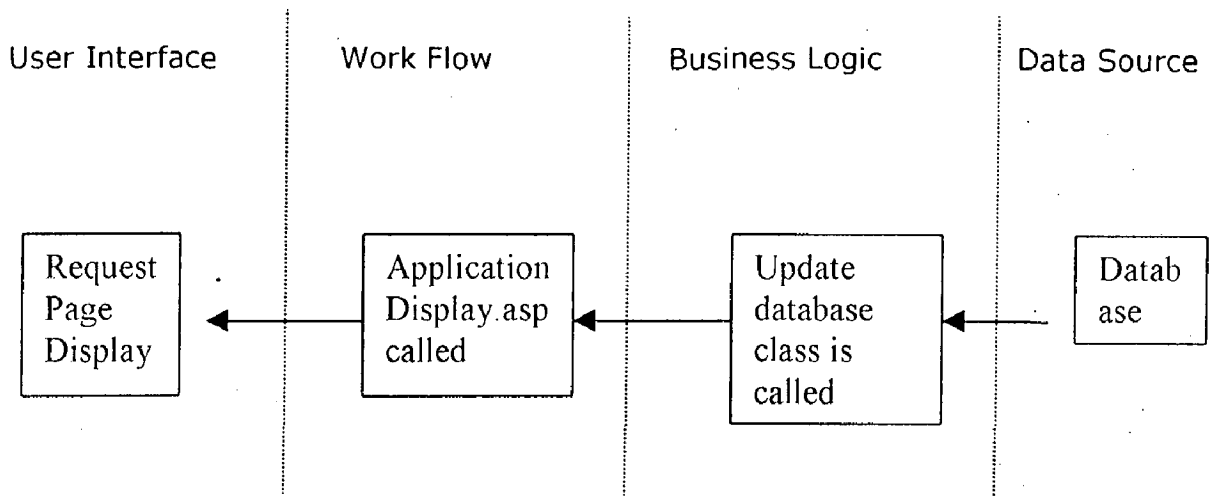 User Interface
Work Flow
Business Logic
Data Source
Request
Page
Display
Application
Display.asp
called
Update
database
class is
called
Datab
ase